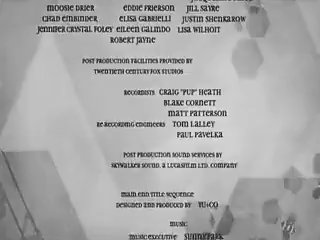 MOOSIE DRIER EDDIE FRIERSON JILL SAYRE
CHAD EINBINDER ELISA GABRIELLI JUSTIN SHENKAROW
JENNIFER CRYSTAL FOLEY EILEEN GALINDO LISA WILHOIT
ROBERT JAYNE
POST PRODUCTION FACILITIES PROVIDED BY
TWENTIETH CENTURY FOX STUDIOS
RECORDISTS CRAIG "PUP" HEATH
BLAKE CORNETT
MATT PATTERSON
RE-RECORDING ENGINEERS TOM LALLEY
PAUL PAVELKA
POST PRODUCTION SOUND SERVICES BY
SKYWALKER SOUND, A LUCASFILM LTD. COMPANY
MAIN END TITLE SEQUENCE
DESIGNED AND PRODUCED BY YU+CO
MUSIC
MUSIC EXECUTIVE SUNNY PARK